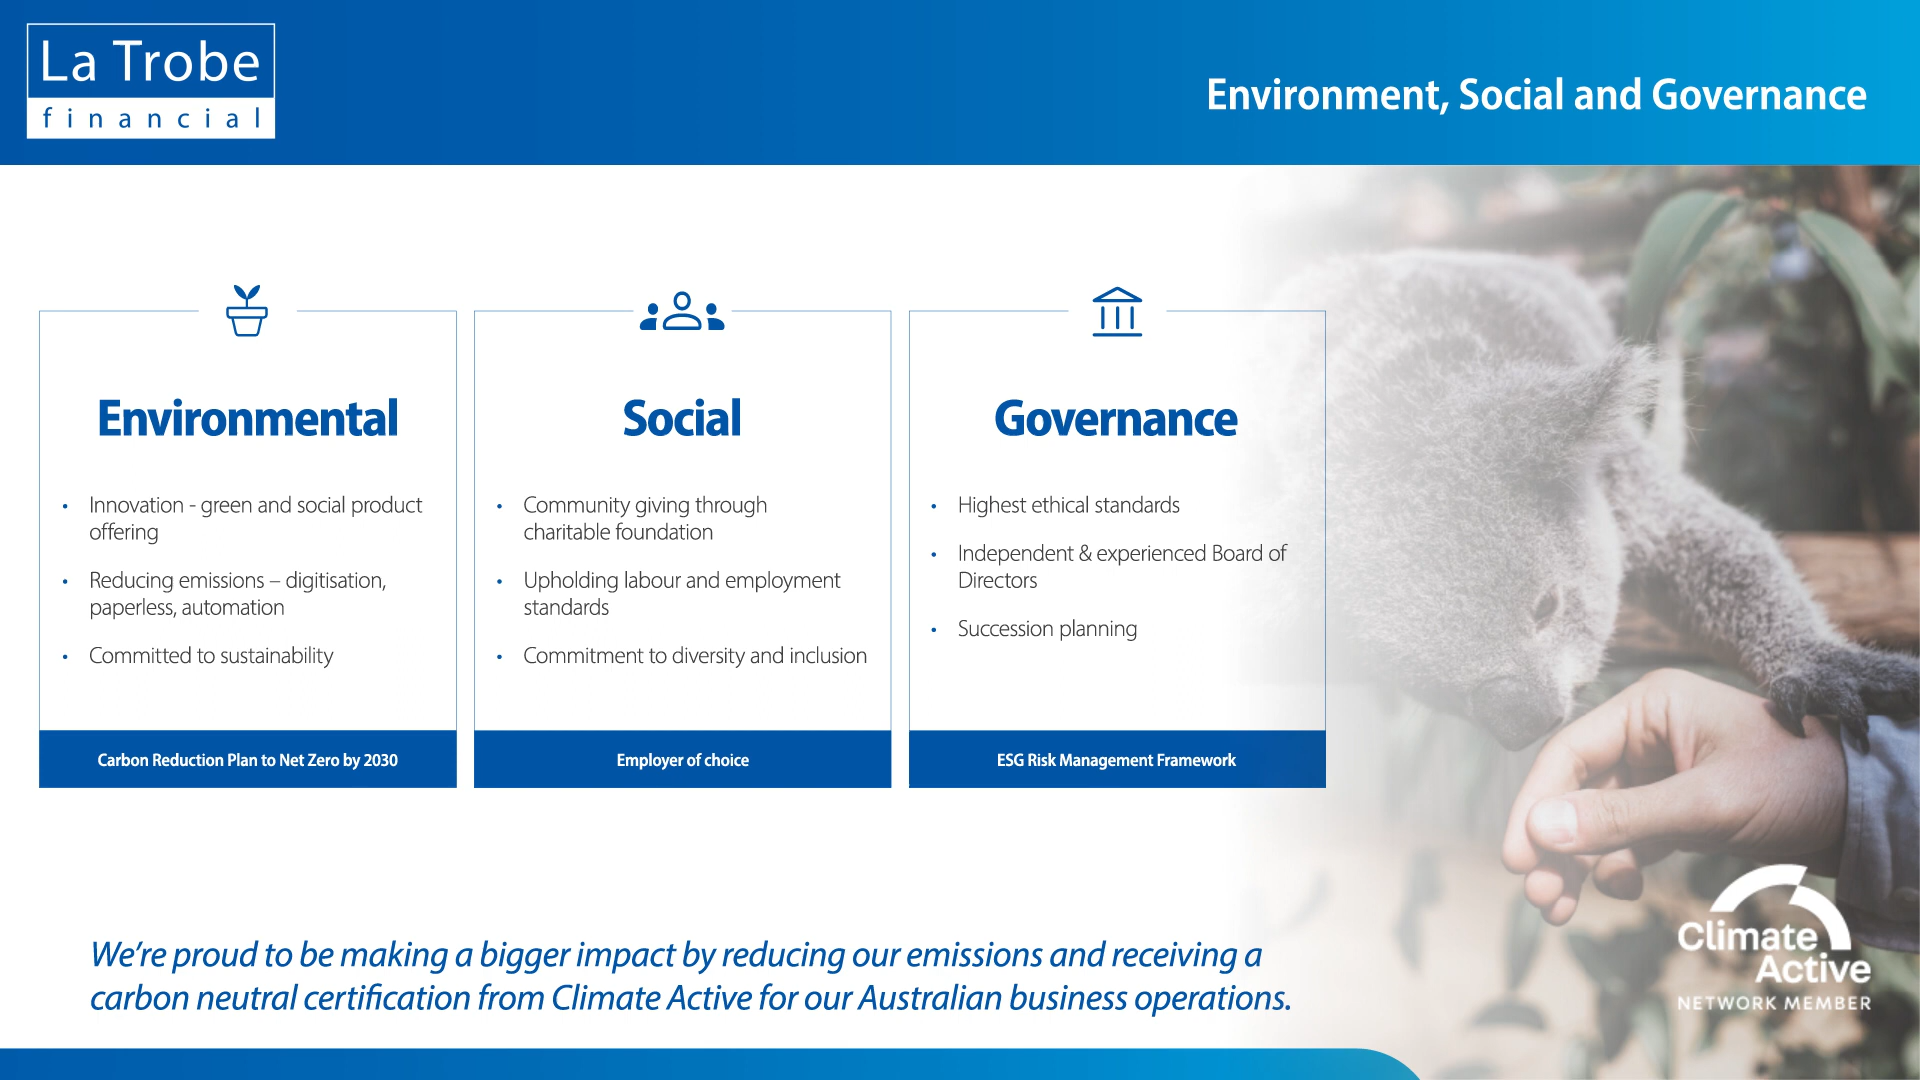 La Trobe
financial
Environment, Social and Governance
Environmental
• Innovation - green and social product
offering
• Reducing emissions – digitisation,
paperless, automation
• Committed to sustainability
Carbon Reduction Plan to Net Zero by 2030
Social
• Community giving through
charitable foundation
• Upholding labour and employment
standards
• Commitment to diversity and inclusion
Employer of choice
Governance
• Highest ethical standards
• Independent & experienced Board of
Directors
• Succession planning
ESG Risk Management Framework
We're proud to be making a bigger impact by reducing our emissions and receiving a
carbon neutral certification from Climate Active for our Australian business operations.
Climate
Active
NETWORK MEMBER